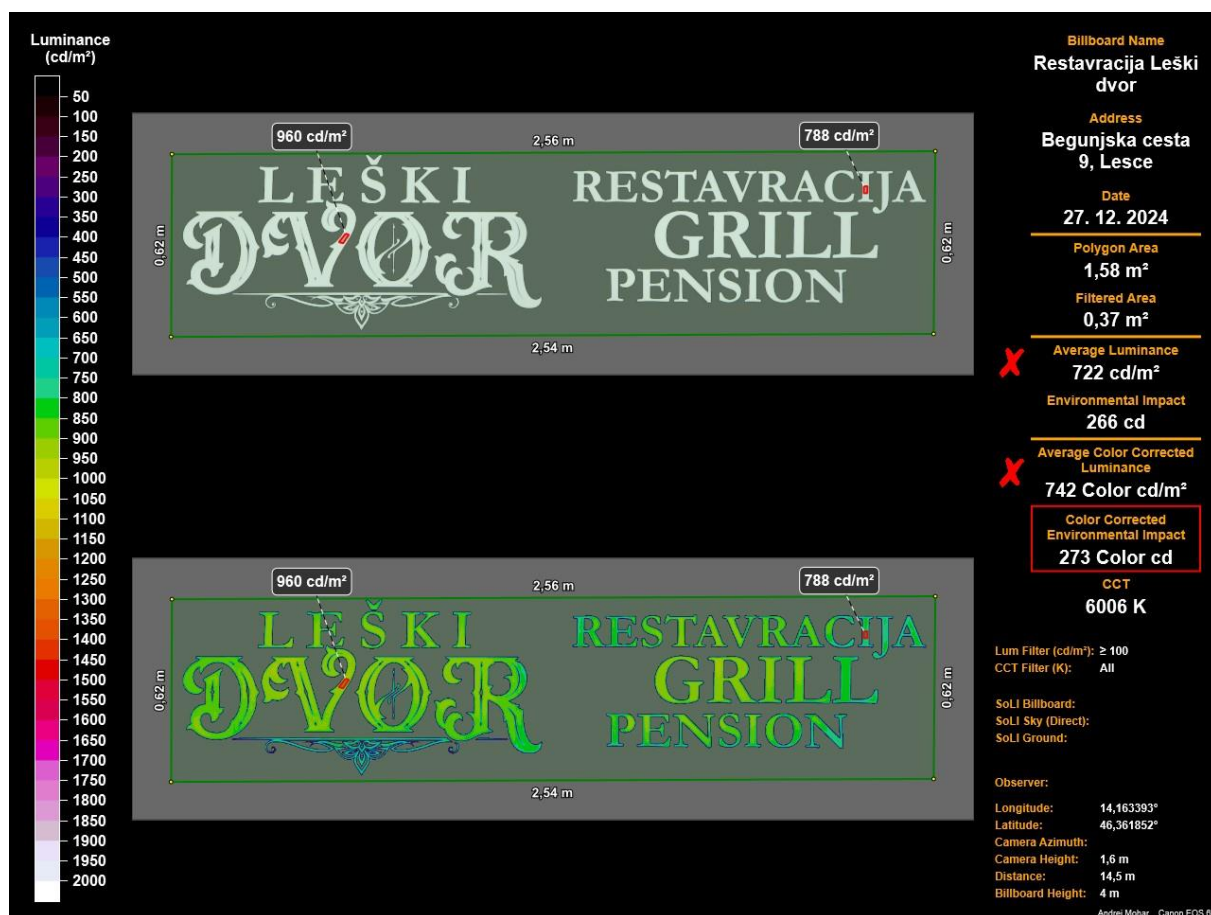 Luminance
(cd/m²)
50
100
150
200
250
300
350
400
450
500
550
600
650
700
750
800
850
900
950
1000
1050
1100
1150
1200
1250
1300
1350
1400
1450
1500
1550
1600
1650
1700
1750
1800
1850
1900
1950
2000
960 cd/m²
2,56 m
788 cd/m²
0,62 m
LEŠKI
DVOR
RESTAVRACIJA
GRILL
PENSION
0,62 m
2,54 m
960 cd/m²
2,56 m
788 cd/m²
0,62 m
LEŠKI
DVOR
RESTAVRACIJA
GRILL
PENSION
0,62 m
2,54 m
Billboard Name
Restavracija Leški
dvor
Address
Begunjska cesta
9, Lesce
Date
27. 12. 2024
Polygon Area
1,58 m²
Filtered Area
0,37 m²
Average Luminance
722 cd/m²
Environmental Impact
266 cd
Average Color Corrected
Luminance
742 Color cd/m²
Color Corrected
Environmental Impact
273 Color cd
CCT
6006 K
Lum Filter (cd/m²): ≥ 100
CCT Filter (K): All
SoLI Billboard:
SoLI Sky (Direct):
SoLI Ground:
Observer:
Longitude: 14,163393°
Latitude: 46,361852°
Camera Azimuth:
Camera Height: 1,6 m
Distance: 14,5 m
Billboard Height: 4 m
Andrej Mohar Canon EOS